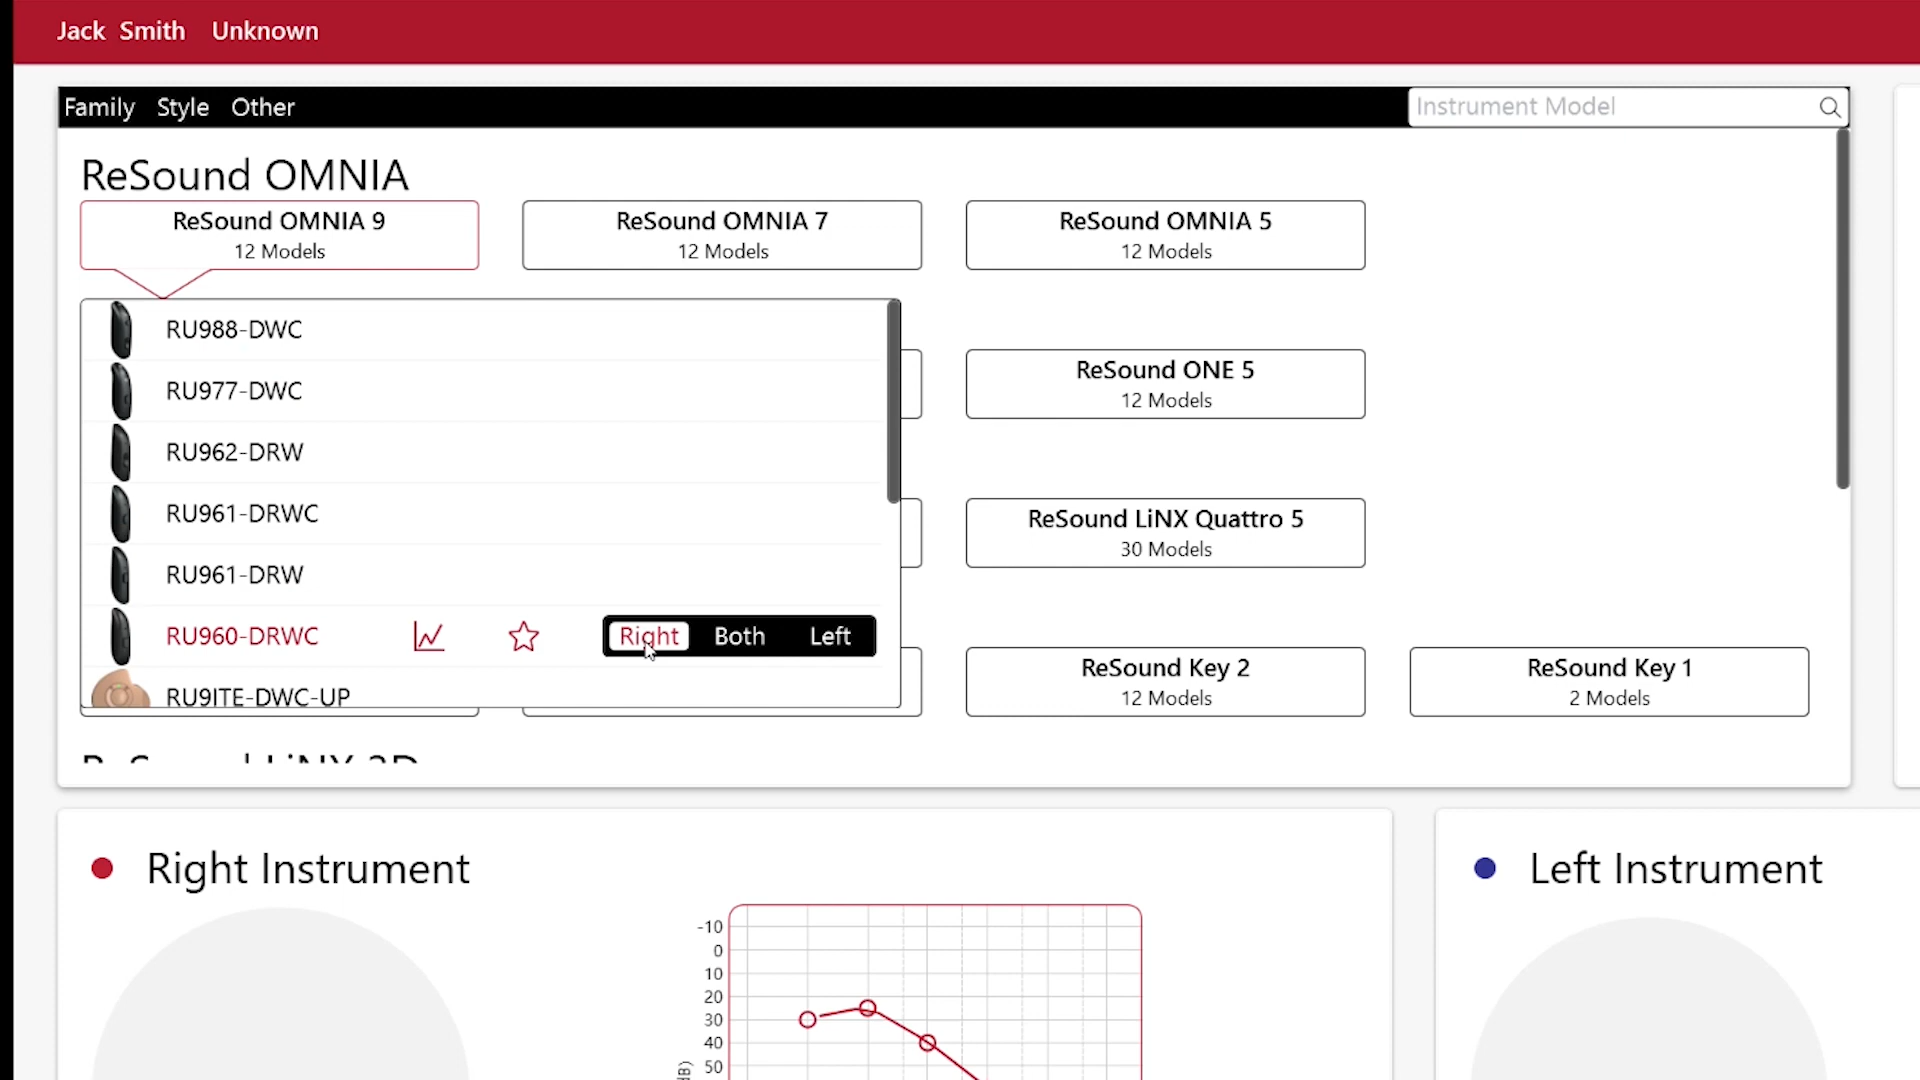 Jack Smith Unknown
Family Style Other
Instrument Model
ReSound OMNIA
ReSound OMNIA 9
12 Models
ReSound OMNIA 7
12 Models
ReSound OMNIA 5
12 Models
RU988-DWC
RU977-DWC
RU962-DRW
RU961-DRWC
RU961-DRW
RU960-DRWC
Right Both Left
RU9ITE-DWC-UP
ReSound ONE 5
12 Models
ReSound LiNX Quattro 5
30 Models
ReSound Key 2
12 Models
ReSound Key 1
2 Models
ReSound LiNX 3D
Right Instrument
-10
0
10
20
30
40
50
Left Instrument